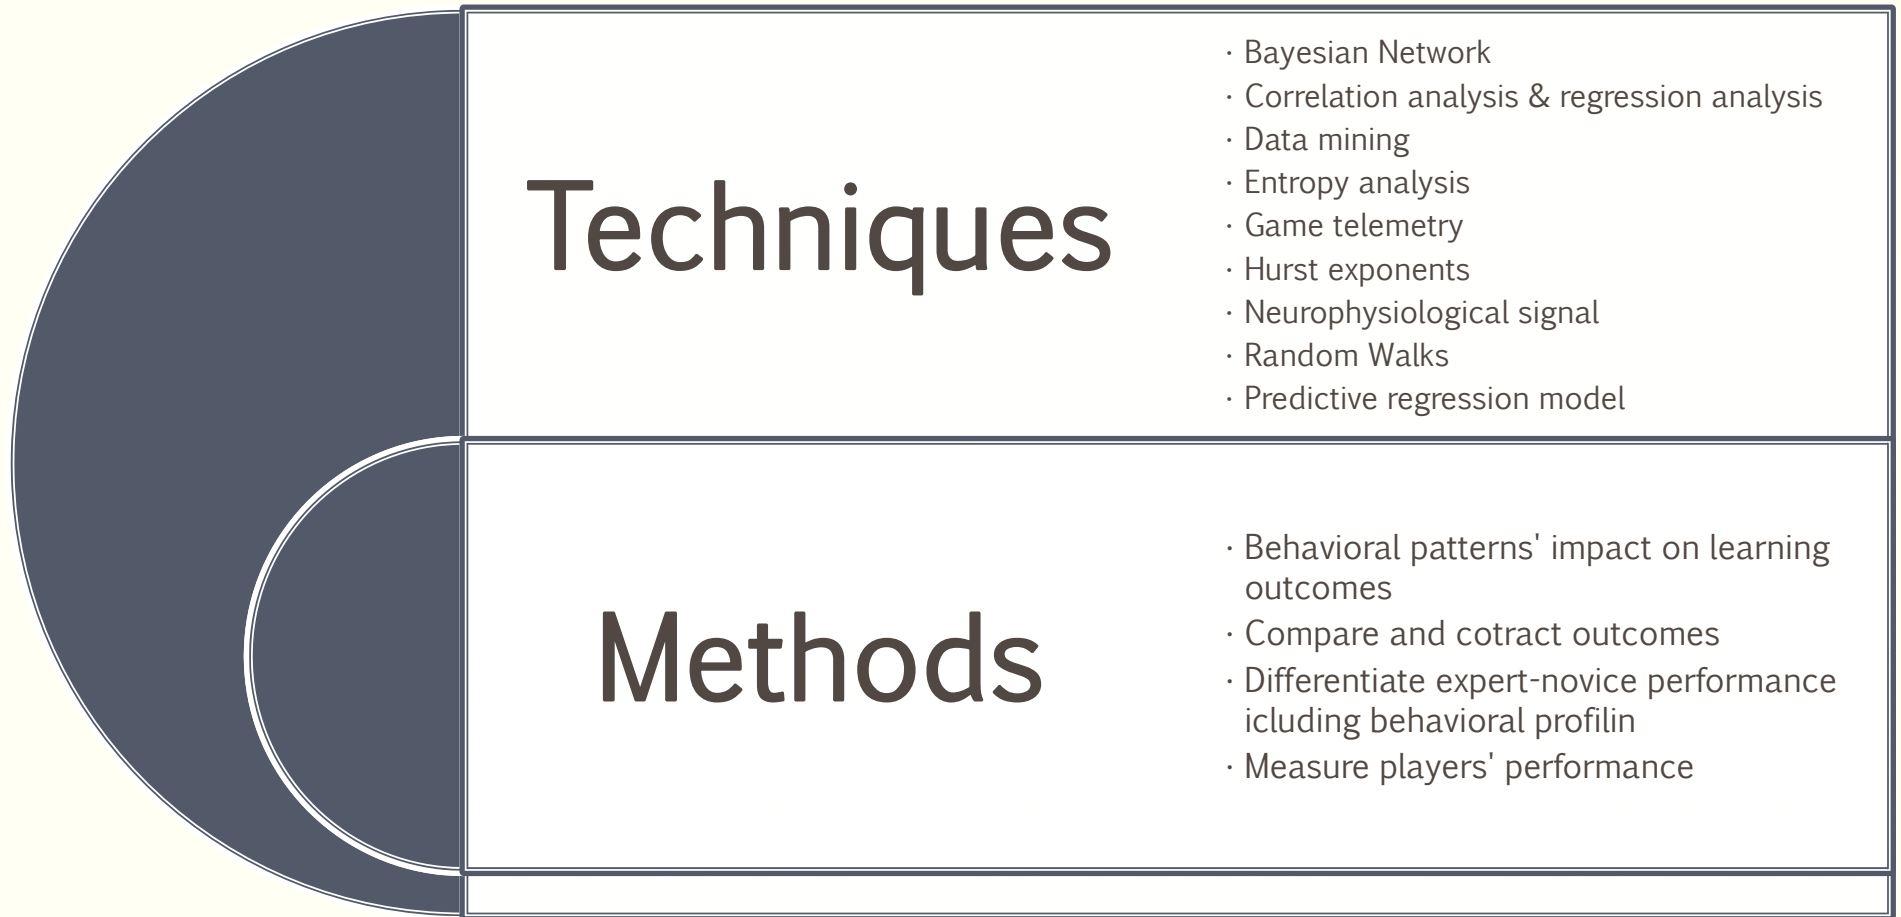 Techniques
· Bayesian Network
· Correlation analysis & regression analysis
· Data mining
· Entropy analysis
· Game telemetry
· Hurst exponents
· Neurophysiological signal
· Random Walks
· Predictive regression model
Methods
· Behavioral patterns' impact on learning
outcomes
· Compare and cotract outcomes
· Differentiate expert-novice performance
icluding behavioral profilin
· Measure players' performance